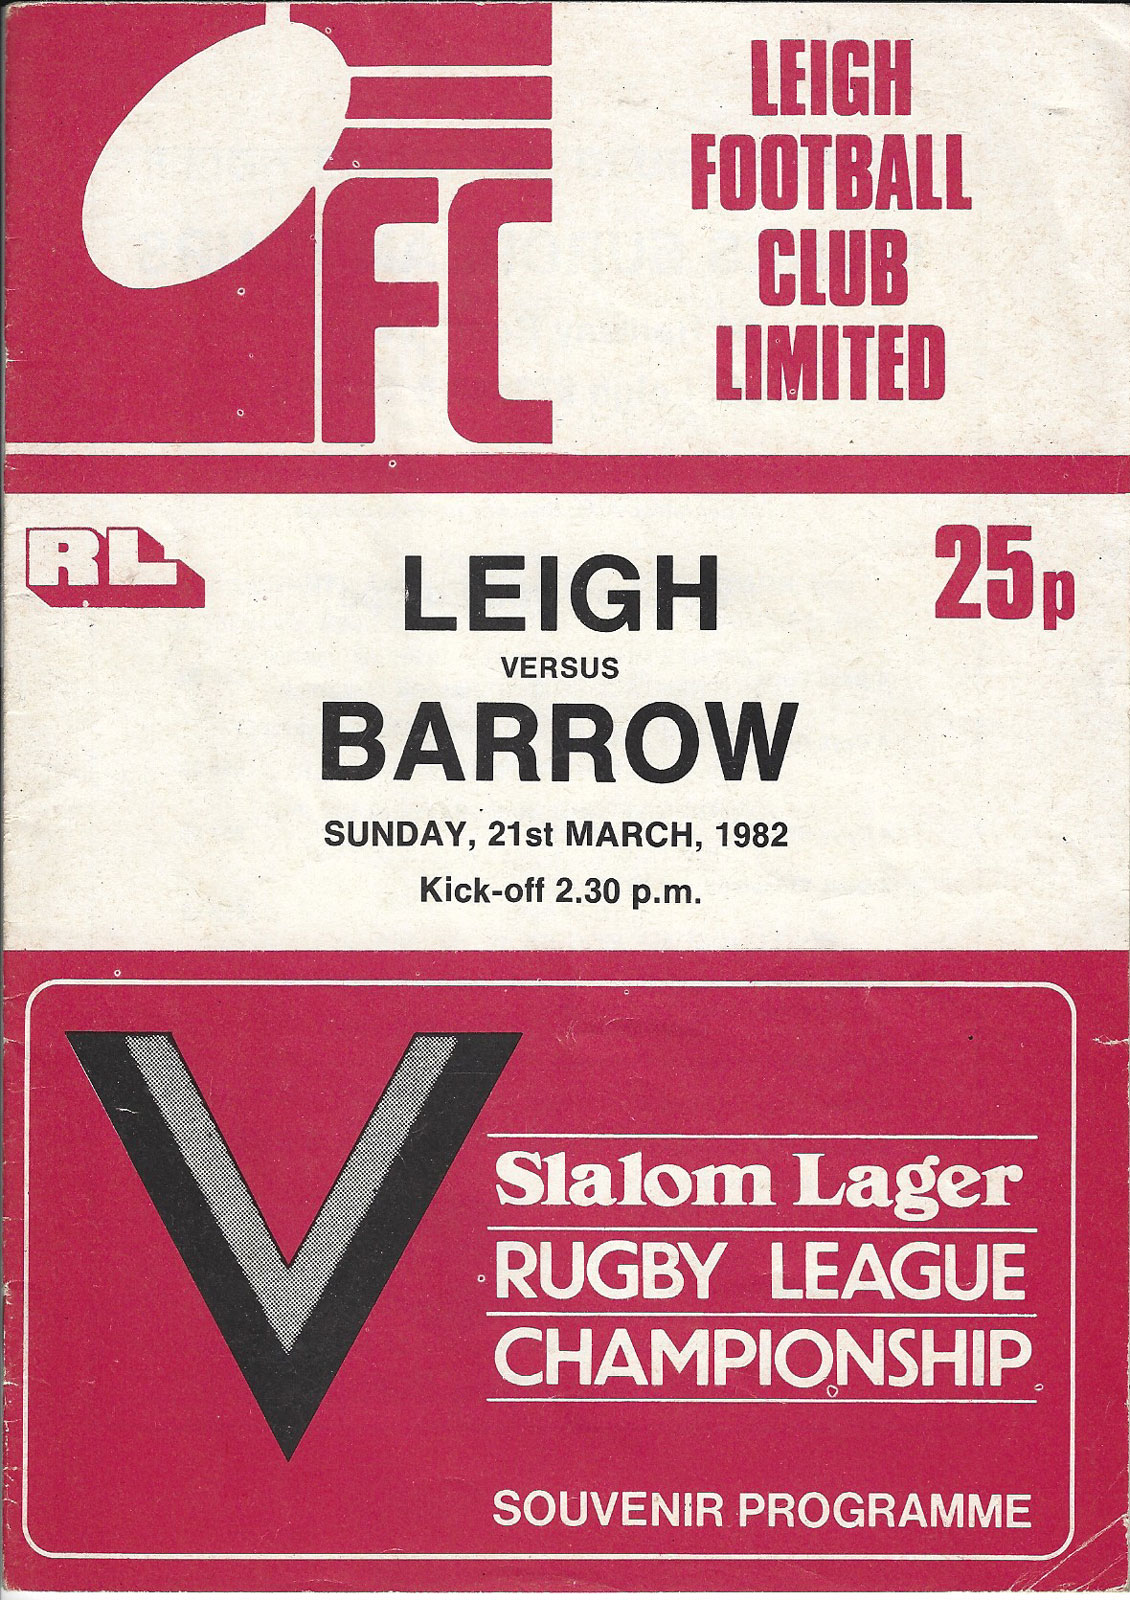 LEIGH
FOOTBALL
CLUB
LIMITED
FC
RL
25p
LEIGH
VERSUS
BARROW
SUNDAY, 21st MARCH, 1982
Kick-off 2.30 p.m.
V
Slalom Lager
RUGBY LEAGUE
CHAMPIONSHIP
SOUVENIR PROGRAMME